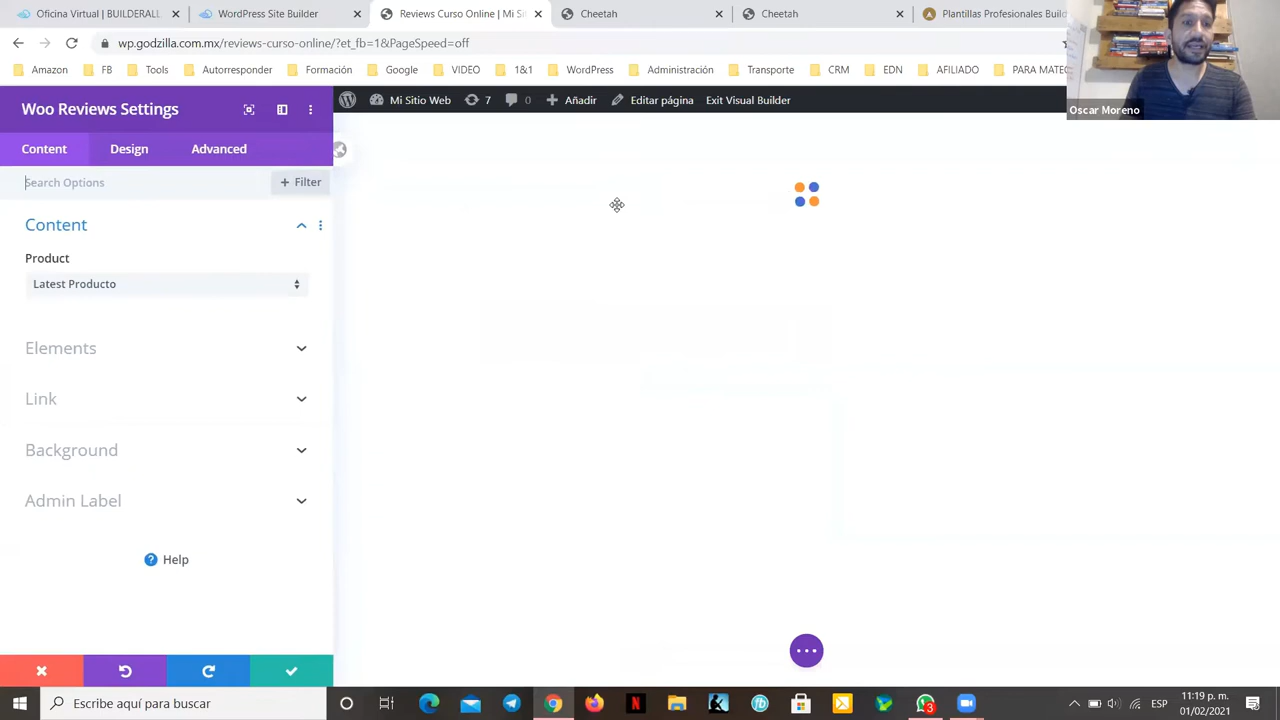 Oficina Virtual | BUILDERALL
WordPress Site Builder
Reviews Curso Online | Mi Si
Cheetah
Cheetah
Plantillas Profesionales Buil
wp.godzilla.com.mx/reviews-curso-online/?et_fb=1&PageSpeed=off
Amazon
FB
Tools
Autorresponder
Formación
Google
VIDEO
WordPress
Administración
Transporte
CRM
EDN
AFILIADO
PARA MATEO
Oscar Moreno
Woo Reviews Settings
Mi Sitio Web
7
0
Añadir
Editar página
Exit Visual Builder
Content
Design
Advanced
Search Options
+ Filter
Content
Product
Latest Producto
Elements
Link
Background
Admin Label
Help
Escribe aquí para buscar
3
ESP
11:19 p. m.
01/02/2021